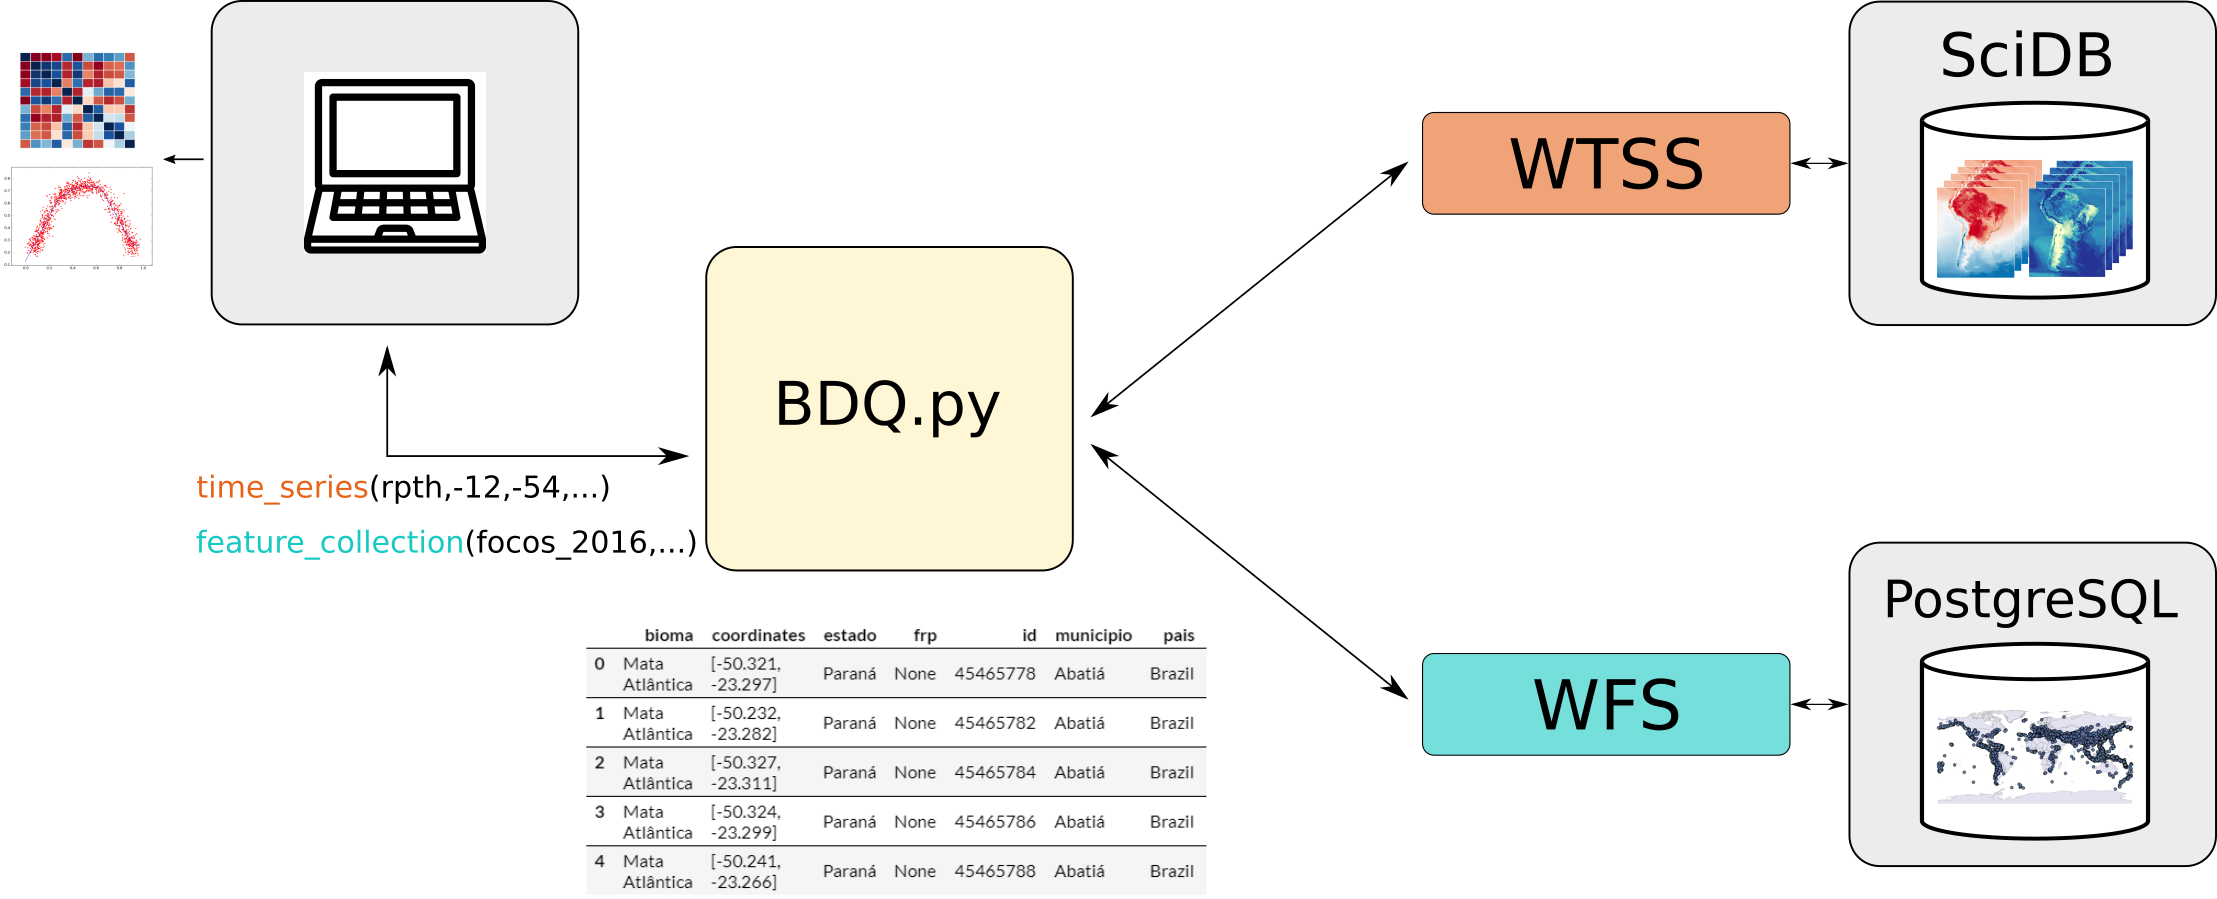 SciDB
WTSS
BDQ.py
time_series(rpth,-12,-54,...)
feature_collection(focos_2016,...)
PostgreSQL
WFS
bioma coordinates estado frp id municipio pais
0 Mata Atlântica [-50.321, -23.297] Paraná None 45465778 Abatiá Brazil
1 Mata Atlântica [-50.232, -23.282] Paraná None 45465782 Abatiá Brazil
2 Mata Atlântica [-50.327, -23.311] Paraná None 45465784 Abatiá Brazil
3 Mata Atlântica [-50.324, -23.299] Paraná None 45465786 Abatiá Brazil
4 Mata Atlântica [-50.241, -23.266] Paraná None 45465788 Abatiá Brazil